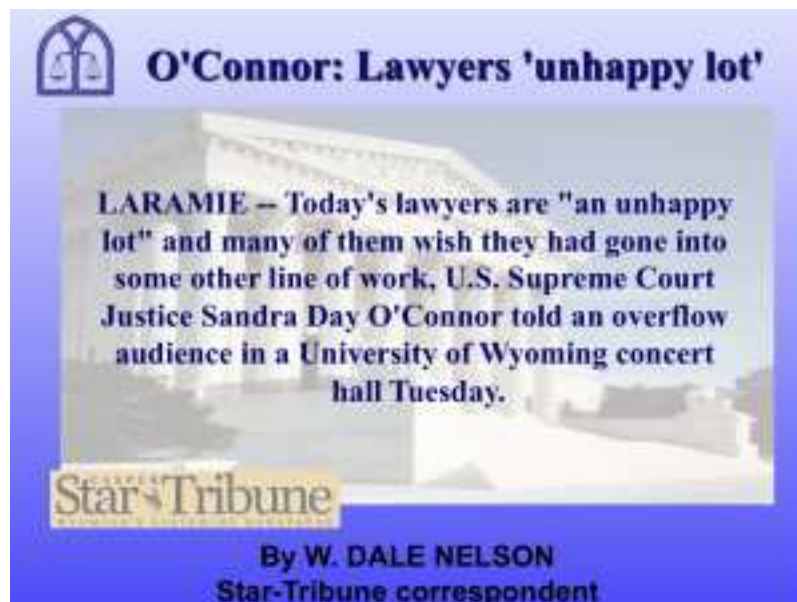 O'Connor: Lawyers 'unhappy lot'
LARAMIE -- Today's lawyers are "an unhappy
lot" and many of them wish they had gone into
some other line of work, U.S. Supreme Court
Justice Sandra Day O'Connor told an overflow
audience in a University of Wyoming concert
hall Tuesday.
Star Tribune
By W. DALE NELSON
Star-Tribune correspondent